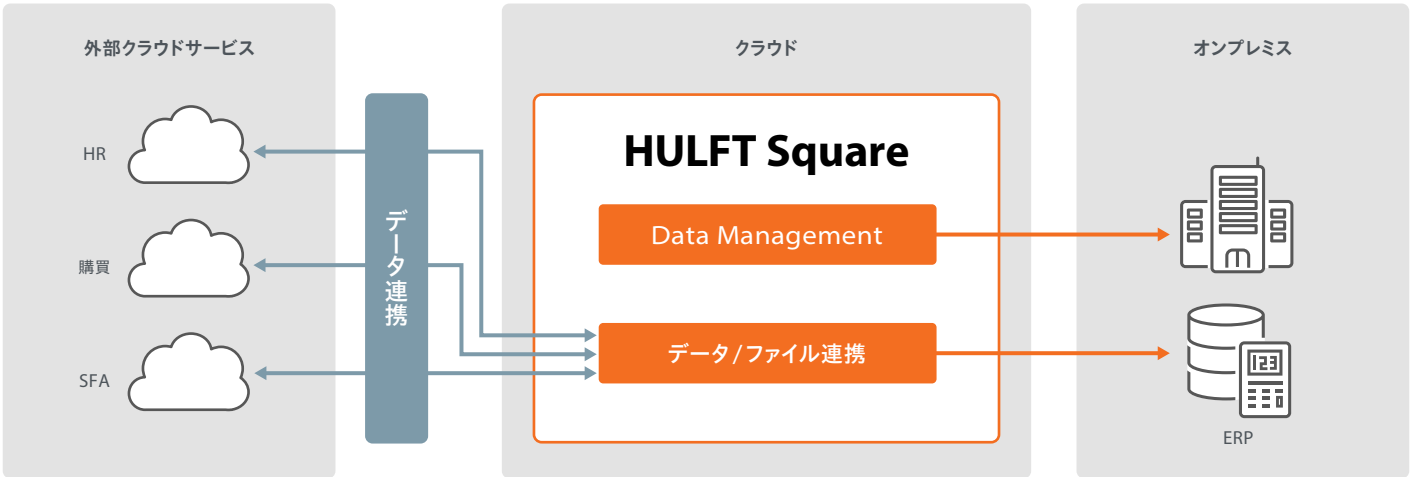 外部クラウドサービス
HR
購買
SFA
データ連携
クラウド
HULFT Square
Data Management
データ/ファイル連携
オンプレミス
123
ERP